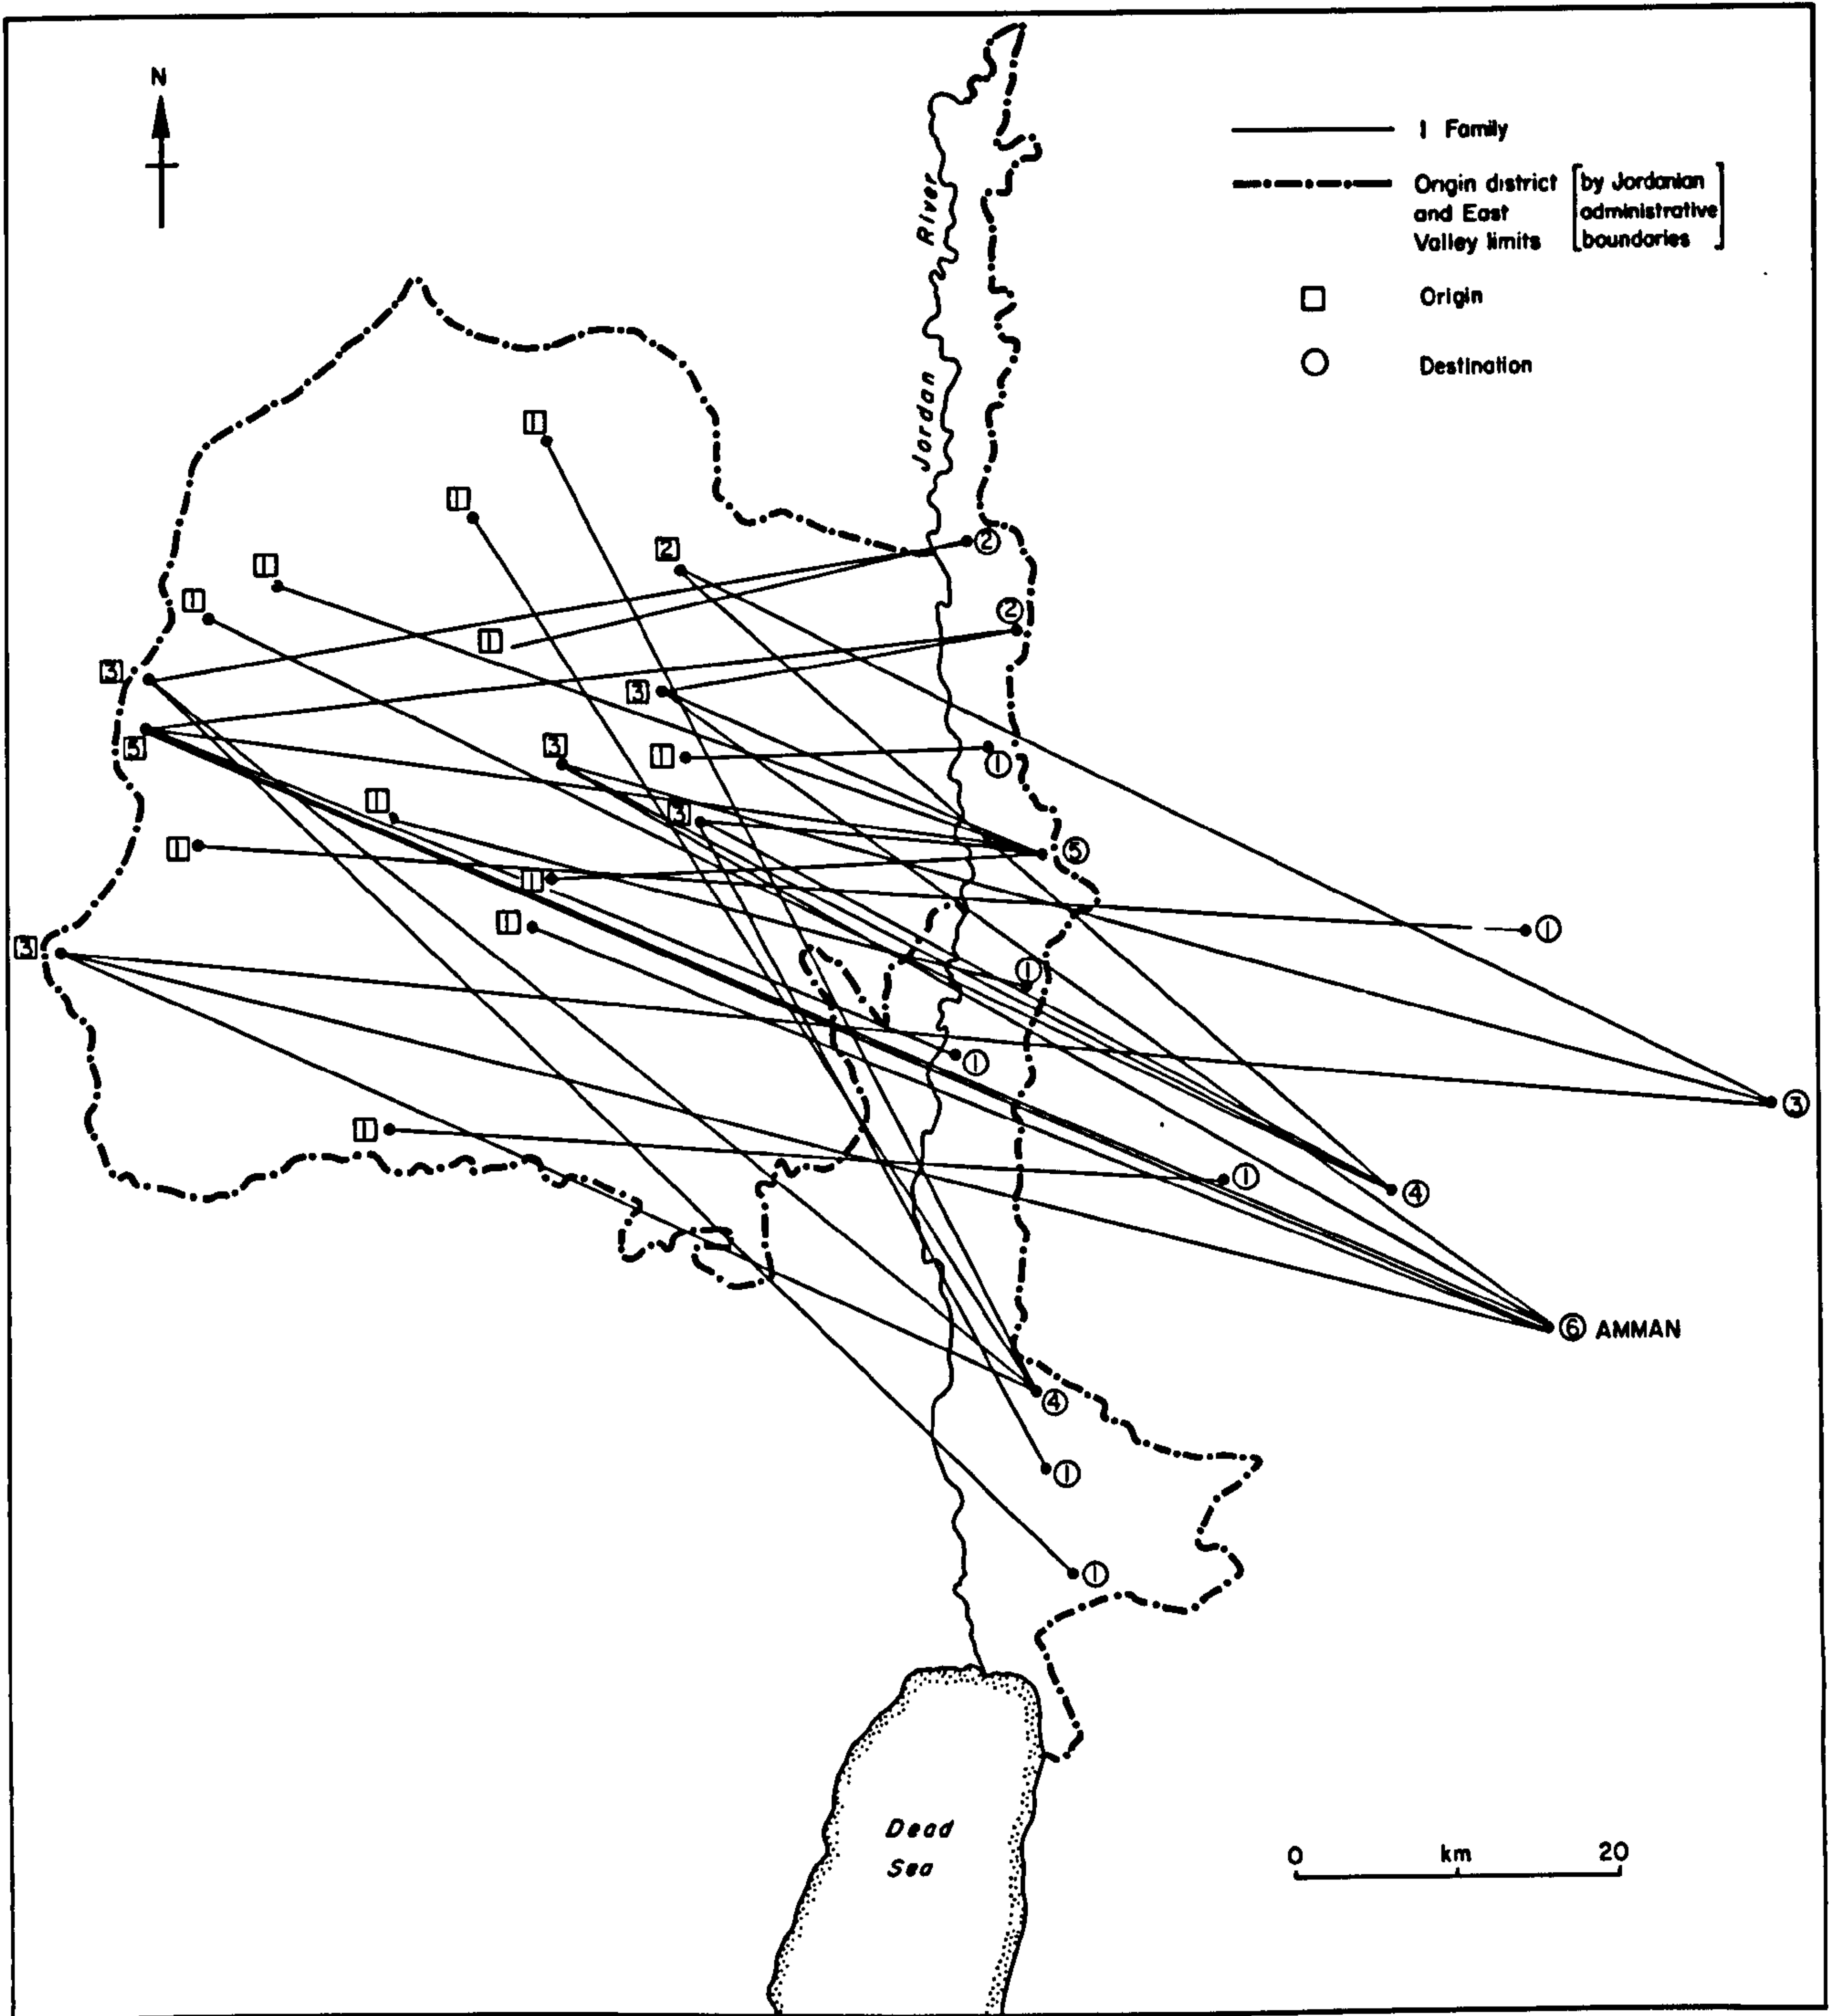 N
1 Family
Origin district
and East
Valley limits
by Jordanian
administrative
boundaries
Origin
Destination
Jordan River
1
1
2
1
1
1
3
5
3
3
1
3
1
1
1
1
3
1
2
2
1
5
1
1
1
3
1
4
6 AMMAN
4
1
1
Dead
Sea
0 km 20